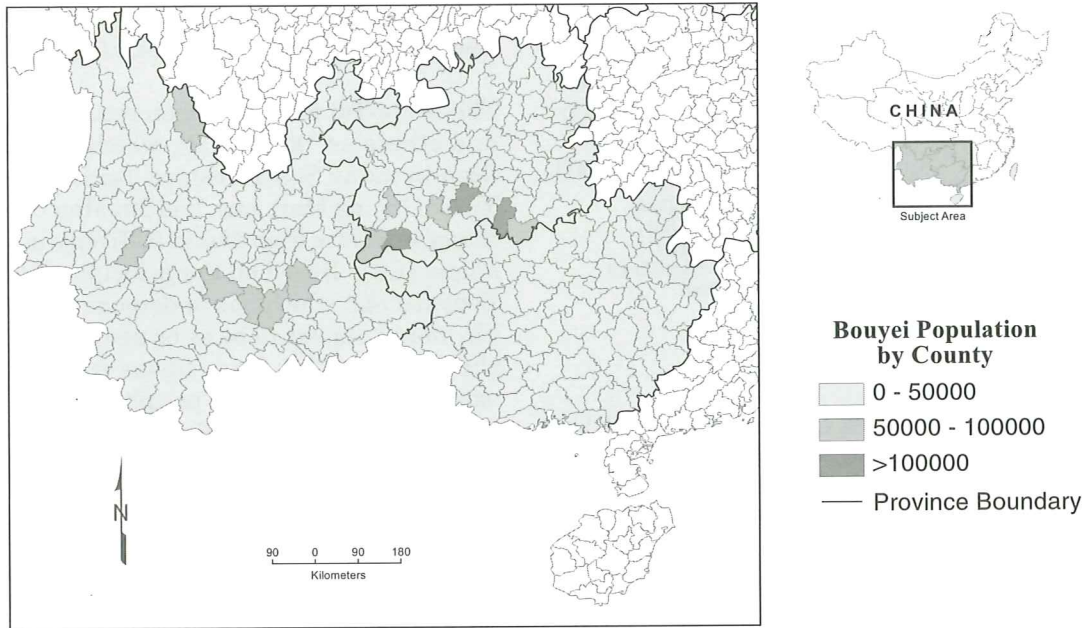 CHINA
Subject Area
Bouyei Population
by County
0 - 50000
50000 - 100000
>100000
Province Boundary
N
90 0 90 180
Kilometers